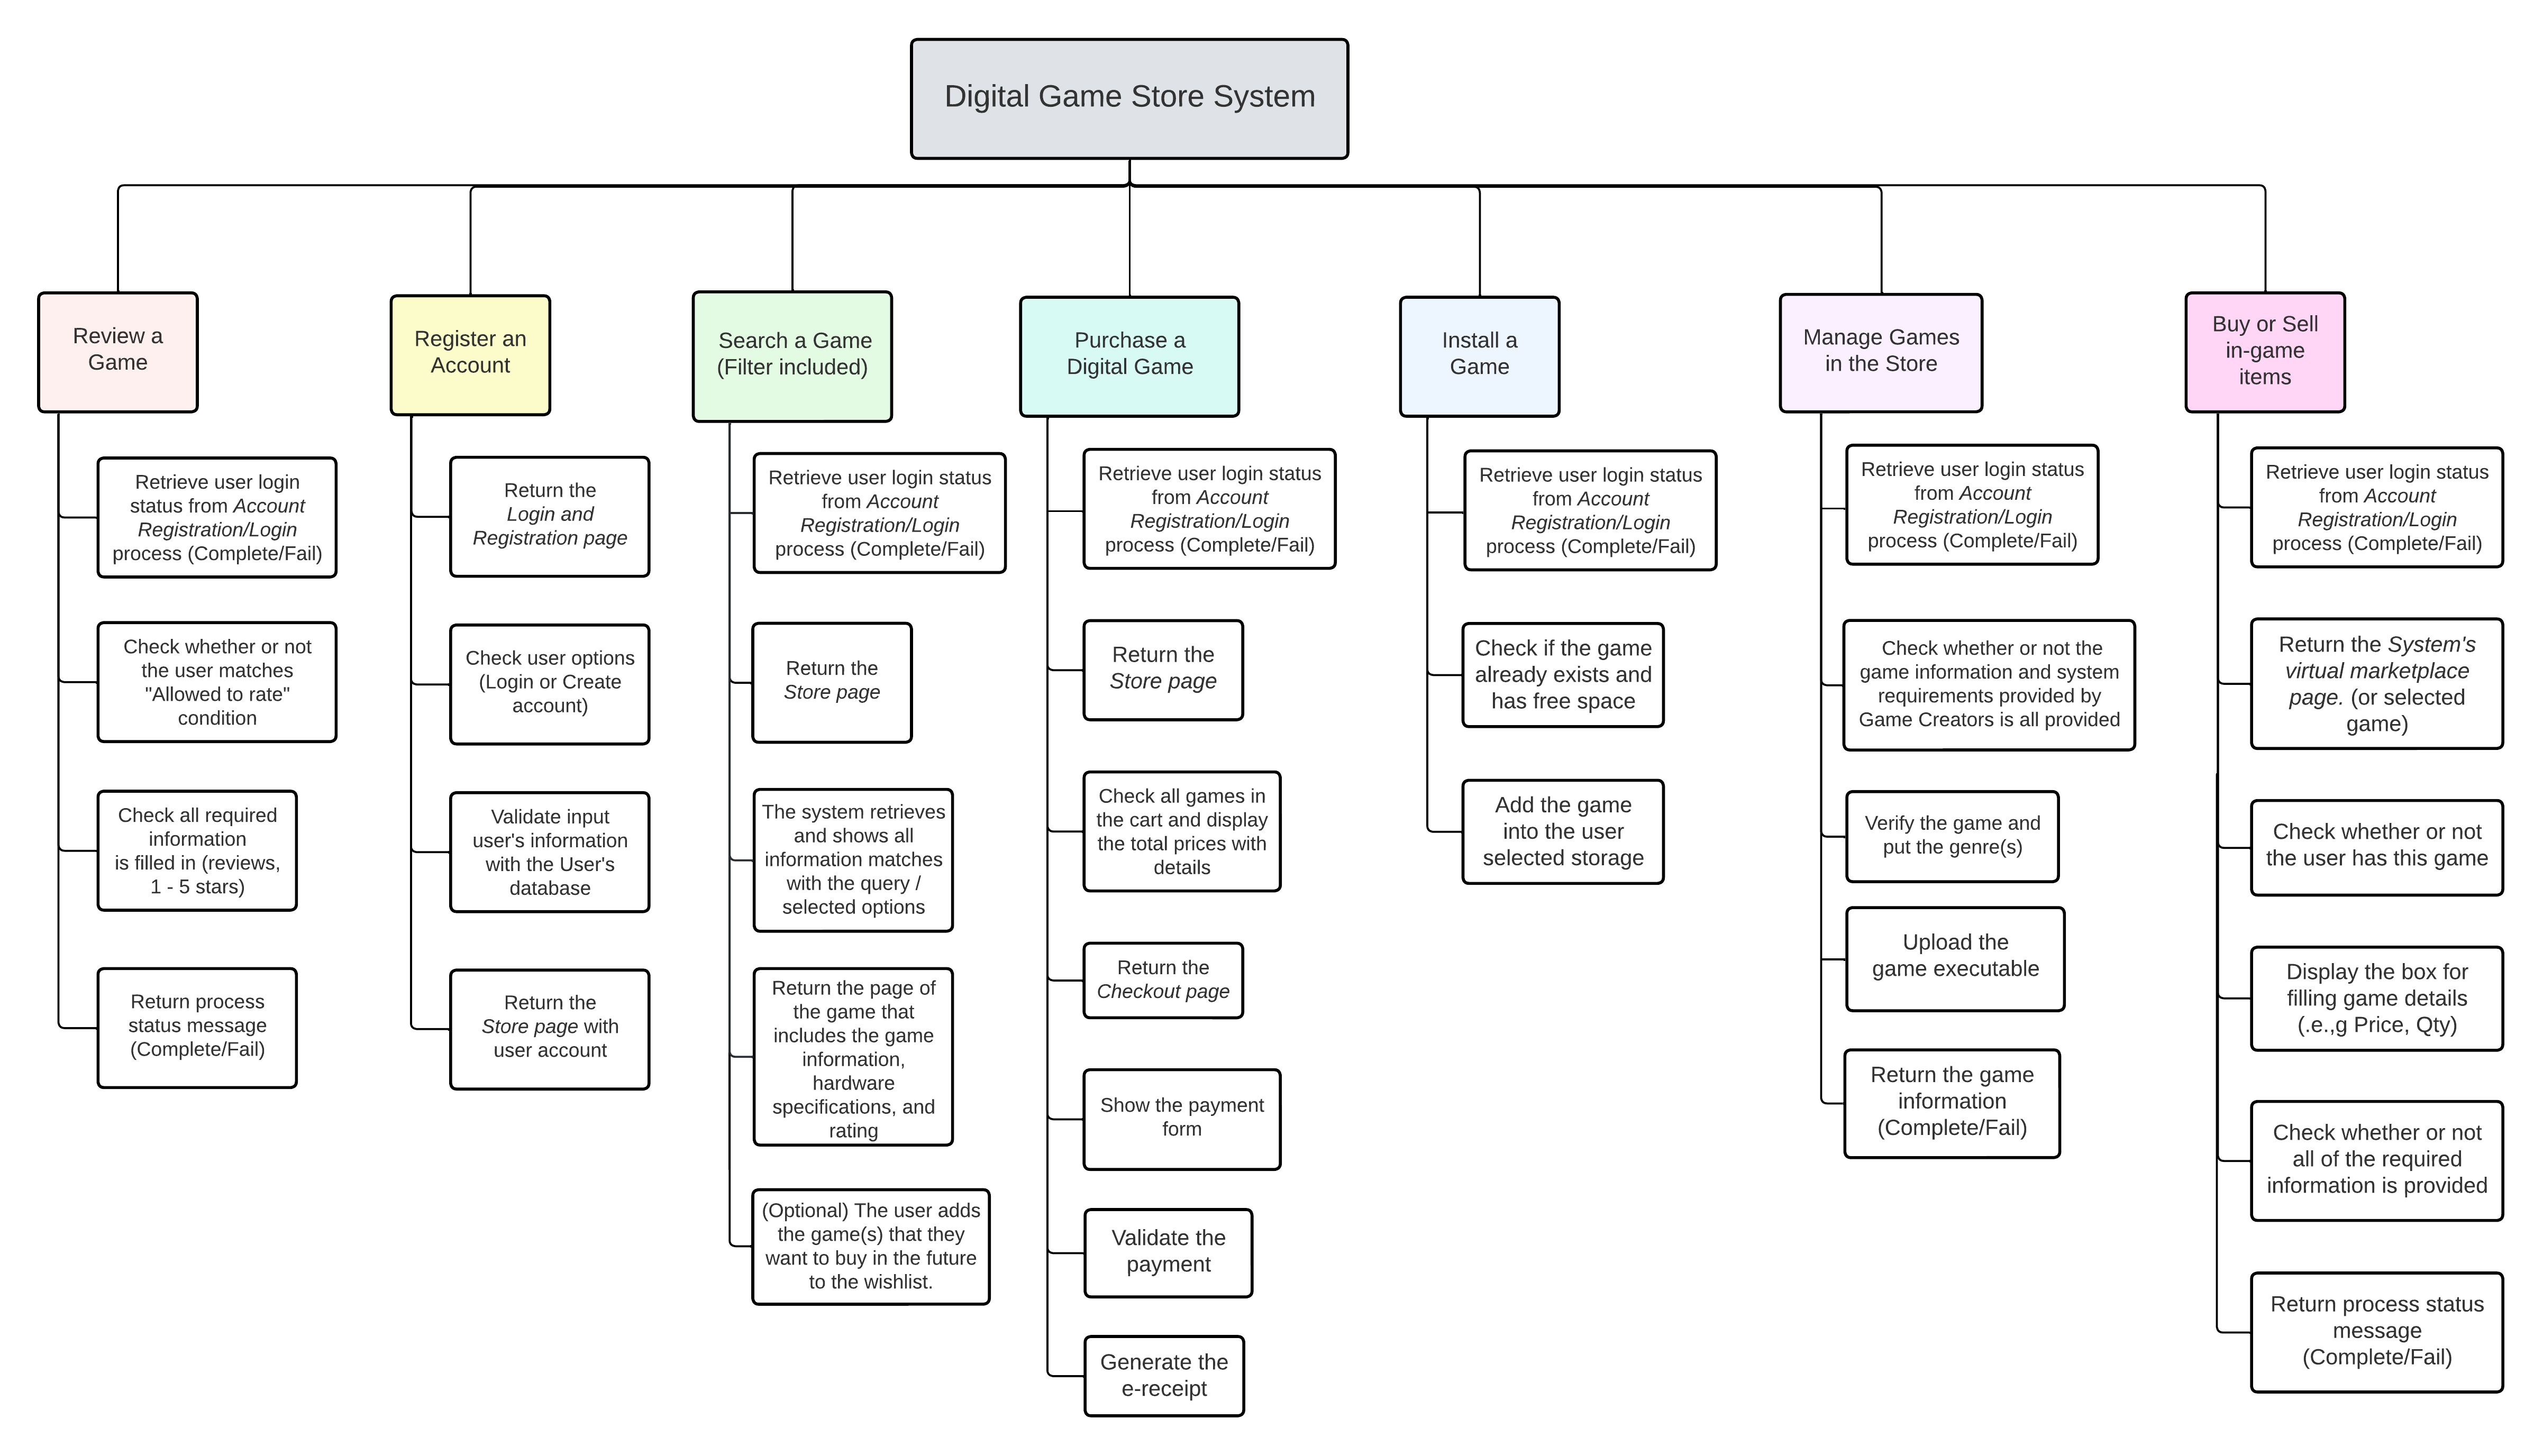 Digital Game Store System
Review a
Game
Retrieve user login
status from Account
Registration/Login
process (Complete/Fail)
Check whether or not
the user matches
"Allowed to rate"
condition
Check all required
information
is filled in (reviews,
1 - 5 stars)
Return process
status message
(Complete/Fail)
Register an
Account
Return the
Login and
Registration page
Check user options
(Login or Create
account)
Validate input
user's information
with the User's
database
Return the
Store page with
user account
Search a Game
(Filter included)
Retrieve user login status
from Account
Registration/Login
process (Complete/Fail)
Return the
Store page
The system retrieves
and shows all
information matches
with the query /
selected options
Return the page of
the game that
includes the game
information,
hardware
specifications, and
rating
(Optional) The user adds
the game(s) that they
want to buy in the future
to the wishlist.
Purchase a
Digital Game
Retrieve user login status
from Account
Registration/Login
process (Complete/Fail)
Return the
Store page
Check all games in
the cart and display
the total prices with
details
Return the
Checkout page
Show the payment
form
Validate the
payment
Generate the
e-receipt
Install a
Game
Retrieve user login status
from Account
Registration/Login
process (Complete/Fail)
Check if the game
already exists and
has free space
Add the game
into the user
selected storage
Manage Games
in the Store
Retrieve user login status
from Account
Registration/Login
process (Complete/Fail)
Check whether or not the
game information and system
requirements provided by
Game Creators is all provided
Verify the game and
put the genre(s)
Upload the
game executable
Return the game
information
(Complete/Fail)
Buy or Sell
in-game
items
Retrieve user login status
from Account
Registration/Login
process (Complete/Fail)
Return the System's
virtual marketplace
page. (or selected
game)
Check whether or not
the user has this game
Display the box for
filling game details
(.e.,g Price, Qty)
Check whether or not
all of the required
information is provided
Return process status
message
(Complete/Fail)